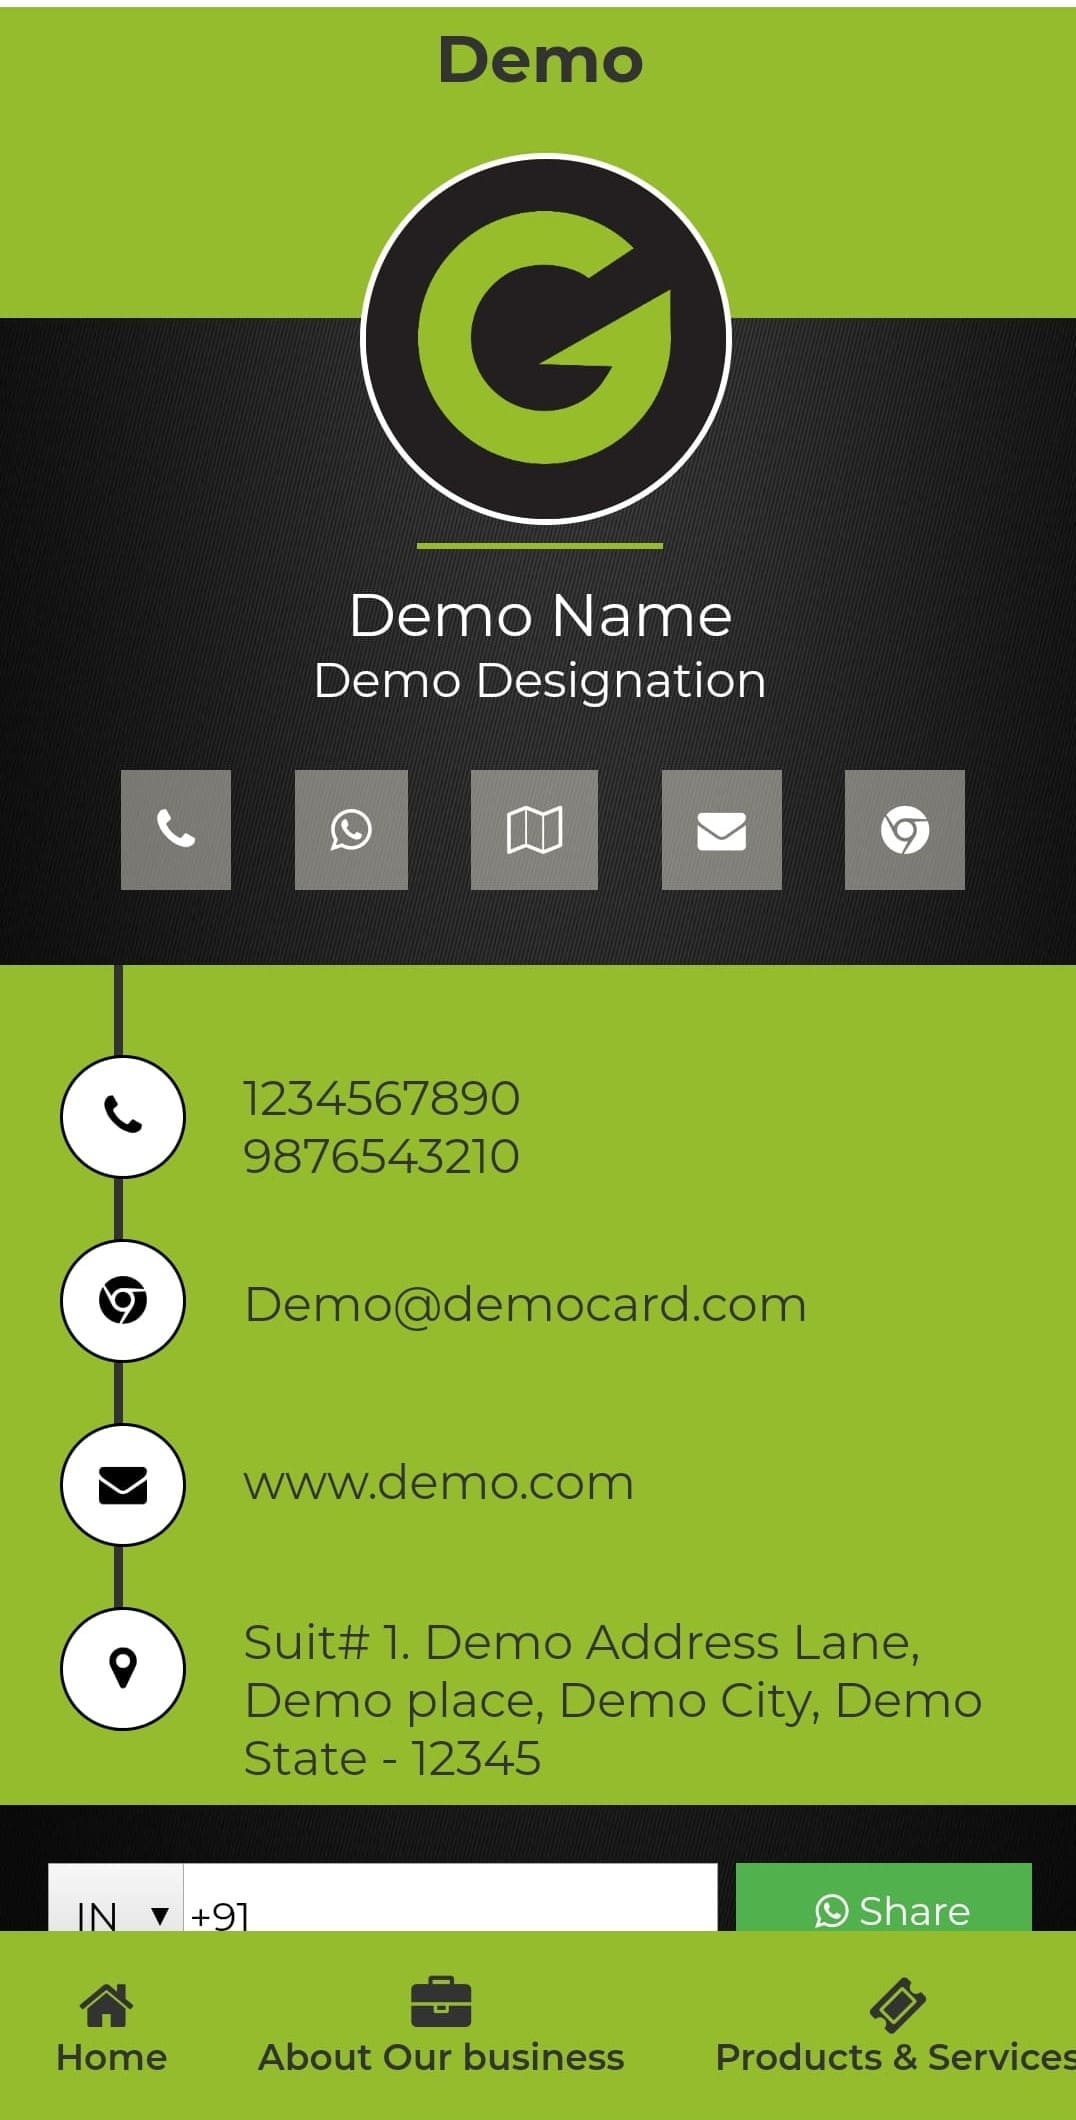 Demo
Demo Name
Demo Designation
1234567890
9876543210
Demo@democard.com
www.demo.com
Suit# 1. Demo Address Lane,
Demo place, Demo City, Demo
State - 12345
IN ▼ +91 Share
Home About Our business Products & Services